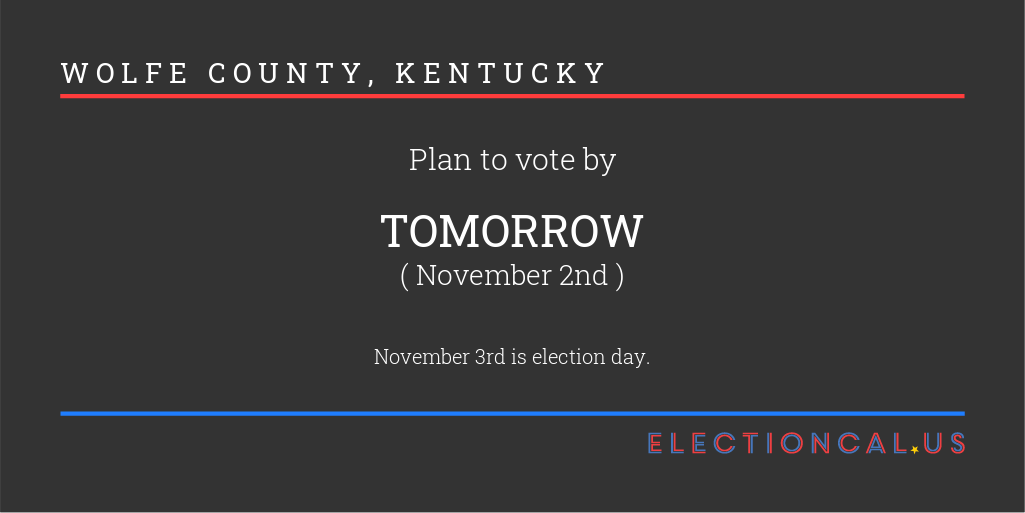 WOLFE COUNTY, KENTUCKY
Plan to vote by
TOMORROW
( November 2nd )
November 3rd is election day.
ELECTIONCAL.US